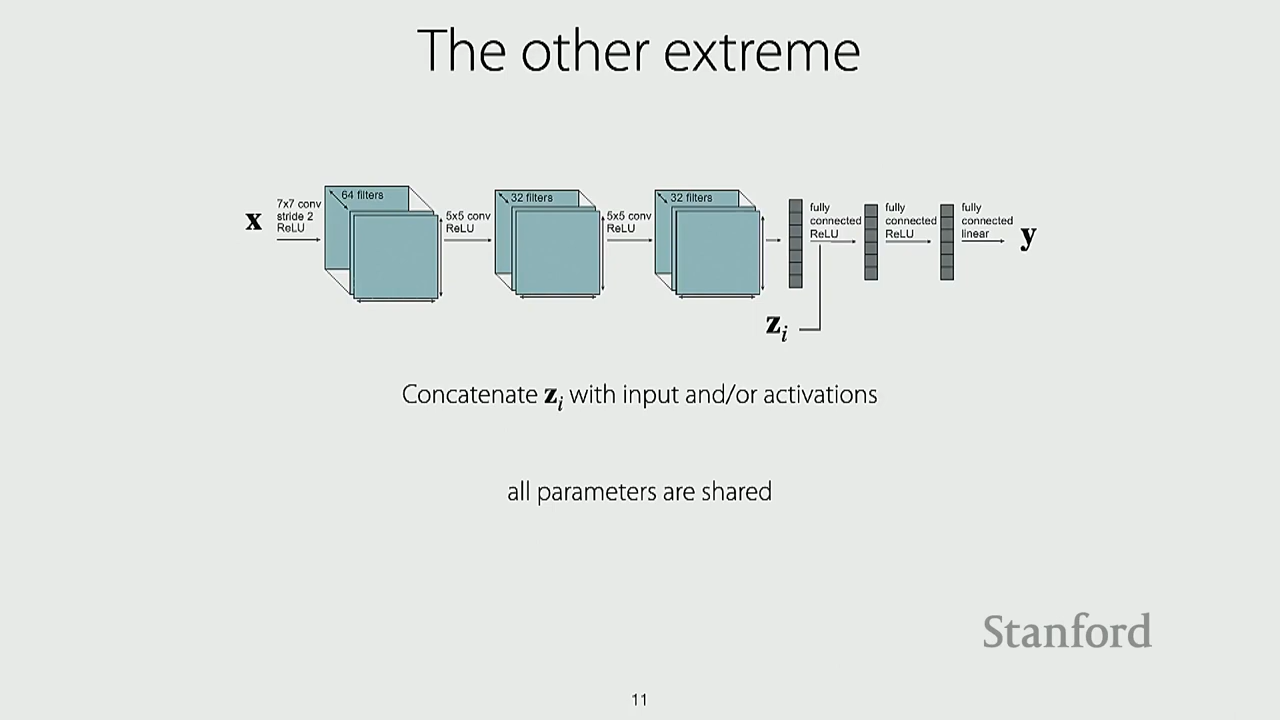 The other extreme
x
7x7 conv
stride 2
ReLU
64 filters
5x5 conv
ReLU
32 filters
5x5 conv
ReLU
32 filters
fully
connected
ReLU
fully
connected
ReLU
fully
connected
linear
y
z_i
Concatenate z_i with input and/or activations
all parameters are shared
Stanford
11